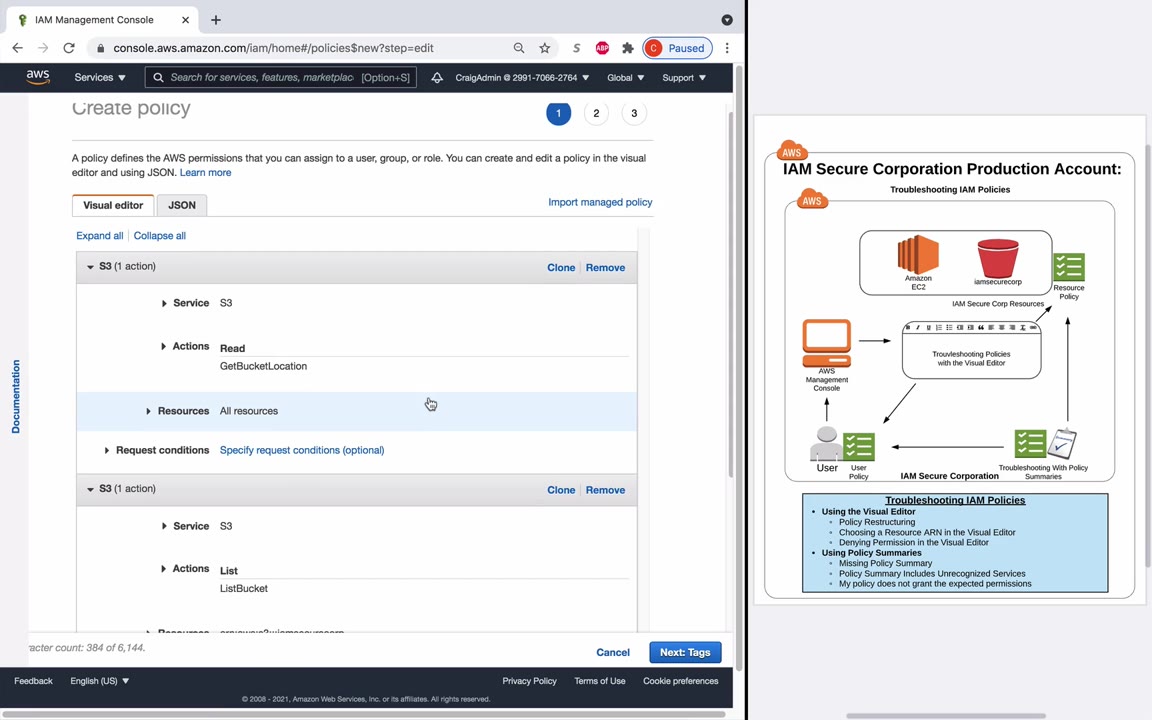 IAM Management Console
console.aws.amazon.com/iam/home#/policies$new?step=edit
S
ABP
C Paused
aws
Services
Search for services, features, marketplac [Option+S]
CraigAdmin @ 2991-7066-2764
Global
Support
Create policy
1
2
3
A policy defines the AWS permissions that you can assign to a user, group, or role. You can create and edit a policy in the visual
editor and using JSON. Learn more
Visual editor
JSON
Import managed policy
Expand all
Collapse all
S3 (1 action)
Clone
Remove
Service S3
Actions Read
GetBucketLocation
Resources All resources
Request conditions Specify request conditions (optional)
S3 (1 action)
Clone
Remove
Service S3
Actions List
ListBucket
Resources arn:aws:s3:::iamsecurecorp
Documentation
racter count: 384 of 6,144.
Cancel
Next: Tags
Feedback
English (US)
Privacy Policy
Terms of Use
Cookie preferences
© 2008 - 2021, Amazon Web Services, Inc. or its affiliates. All rights reserved.
AWS
IAM Secure Corporation Production Account:
Troubleshooting IAM Policies
AWS
Amazon
EC2
iamsecurecorp
Resource
Policy
IAM Secure Corp Resources
Trouvleshooting Policies
with the Visual Editor
AWS
Management
Console
User
User
Policy
IAM Secure Corporation
Troubleshooting With Policy
Summaries
Troubleshooting IAM Policies
• Using the Visual Editor
Policy Restructuring
Choosing a Resource ARN in the Visual Editor
Denying Permission in the Visual Editor
• Using Policy Summaries
Missing Policy Summary
Policy Summary Includes Unrecognized Services
My policy does not grant the expected permissions